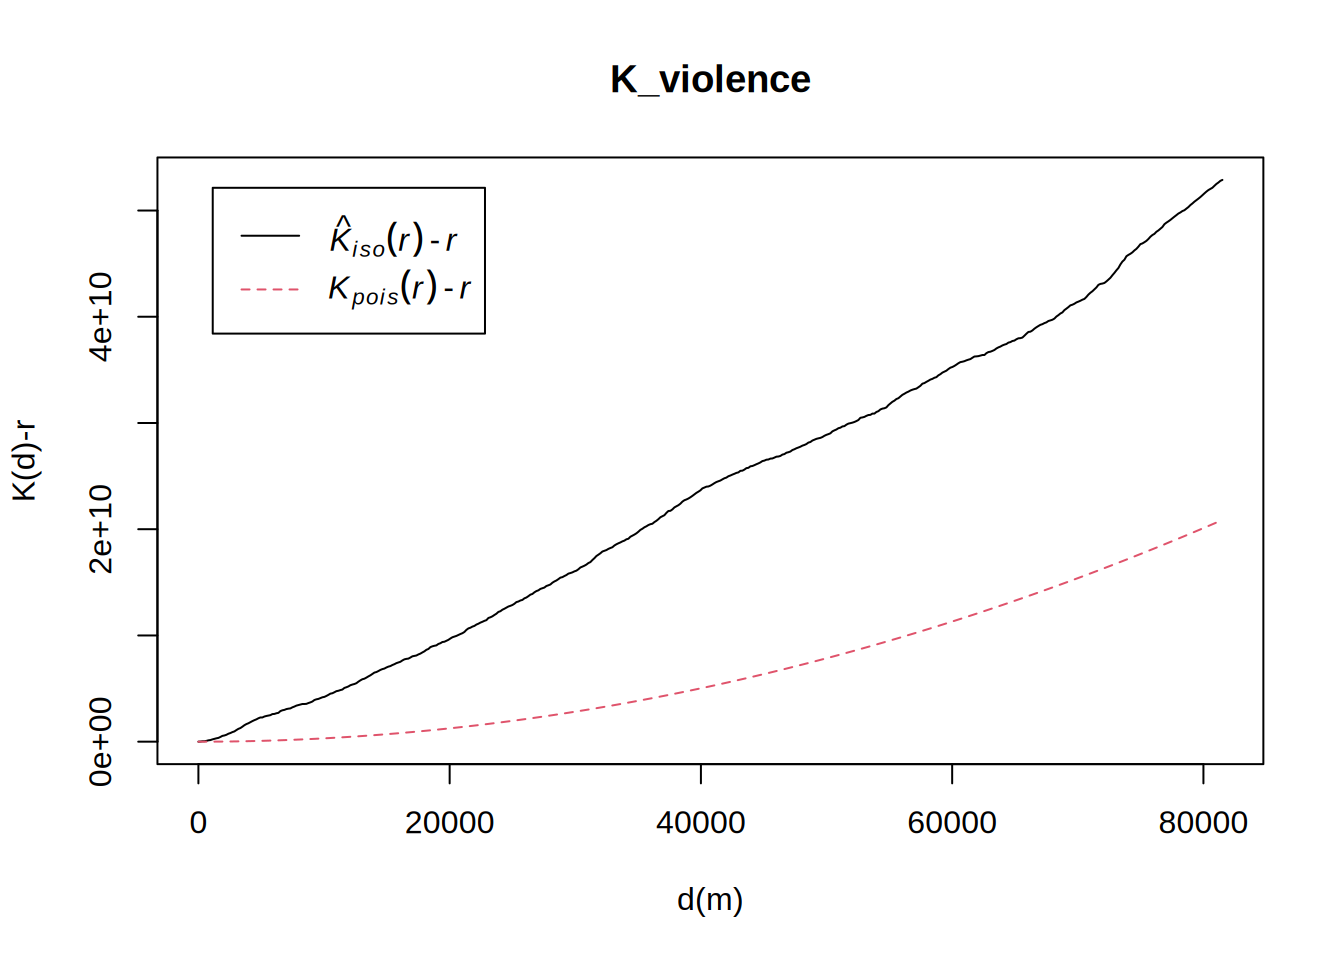 K_violence
K̂iso(r) - r
Kpois(r) - r
K(d)-r
4e+10
2e+10
0e+00
0 20000 40000 60000 80000
d(m)